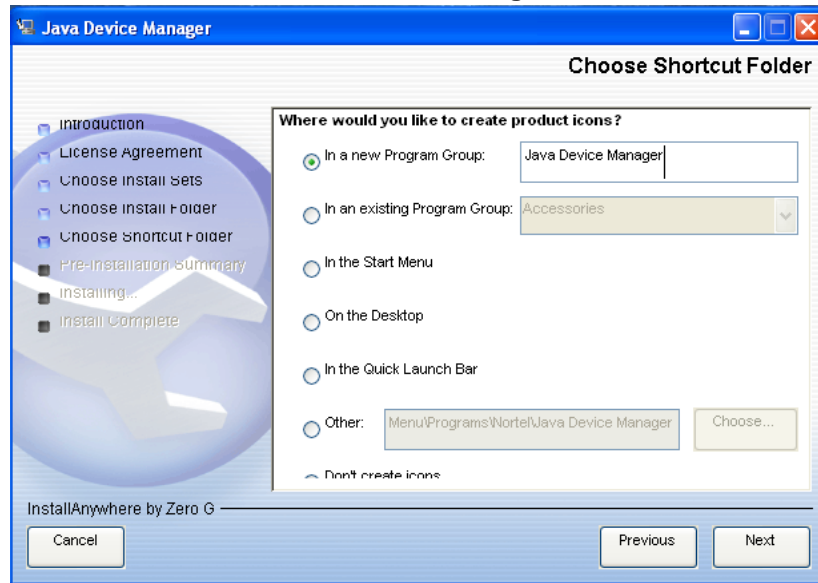 Java Device Manager
Choose Shortcut Folder
Introduction
License Agreement
Choose Install Sets
Choose Install Folder
Choose Shortcut Folder
Pre-Installation Summary
Installing...
Install Complete
Where would you like to create product icons?
In a new Program Group: Java Device Manager
In an existing Program Group: Accessories
In the Start Menu
On the Desktop
In the Quick Launch Bar
Other: Menu\Programs\Nortel\Java Device Manager Choose...
Don't create icons
InstallAnywhere by Zero G
Cancel Previous Next